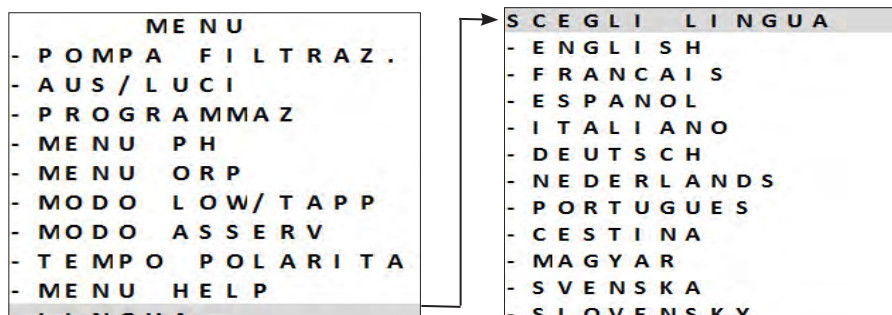 MENU
- POMPA FILTRAZ.
- AUS/LUCI
- PROGRAMMAZ
- MENU PH
- MENU ORP
- MODO LOW/TAPP
- MODO ASSERV
- TEMPO POLARITA
- MENU HELP
SCEGLI LINGUA
- ENGLISH
- FRANCAIS
- ESPANOL
- ITALIANO
- DEUTSCH
- NEDERLANDS
- PORTUGUES
- CESTINA
- MAGYAR
- SVENSKA
- SLOVENSKY